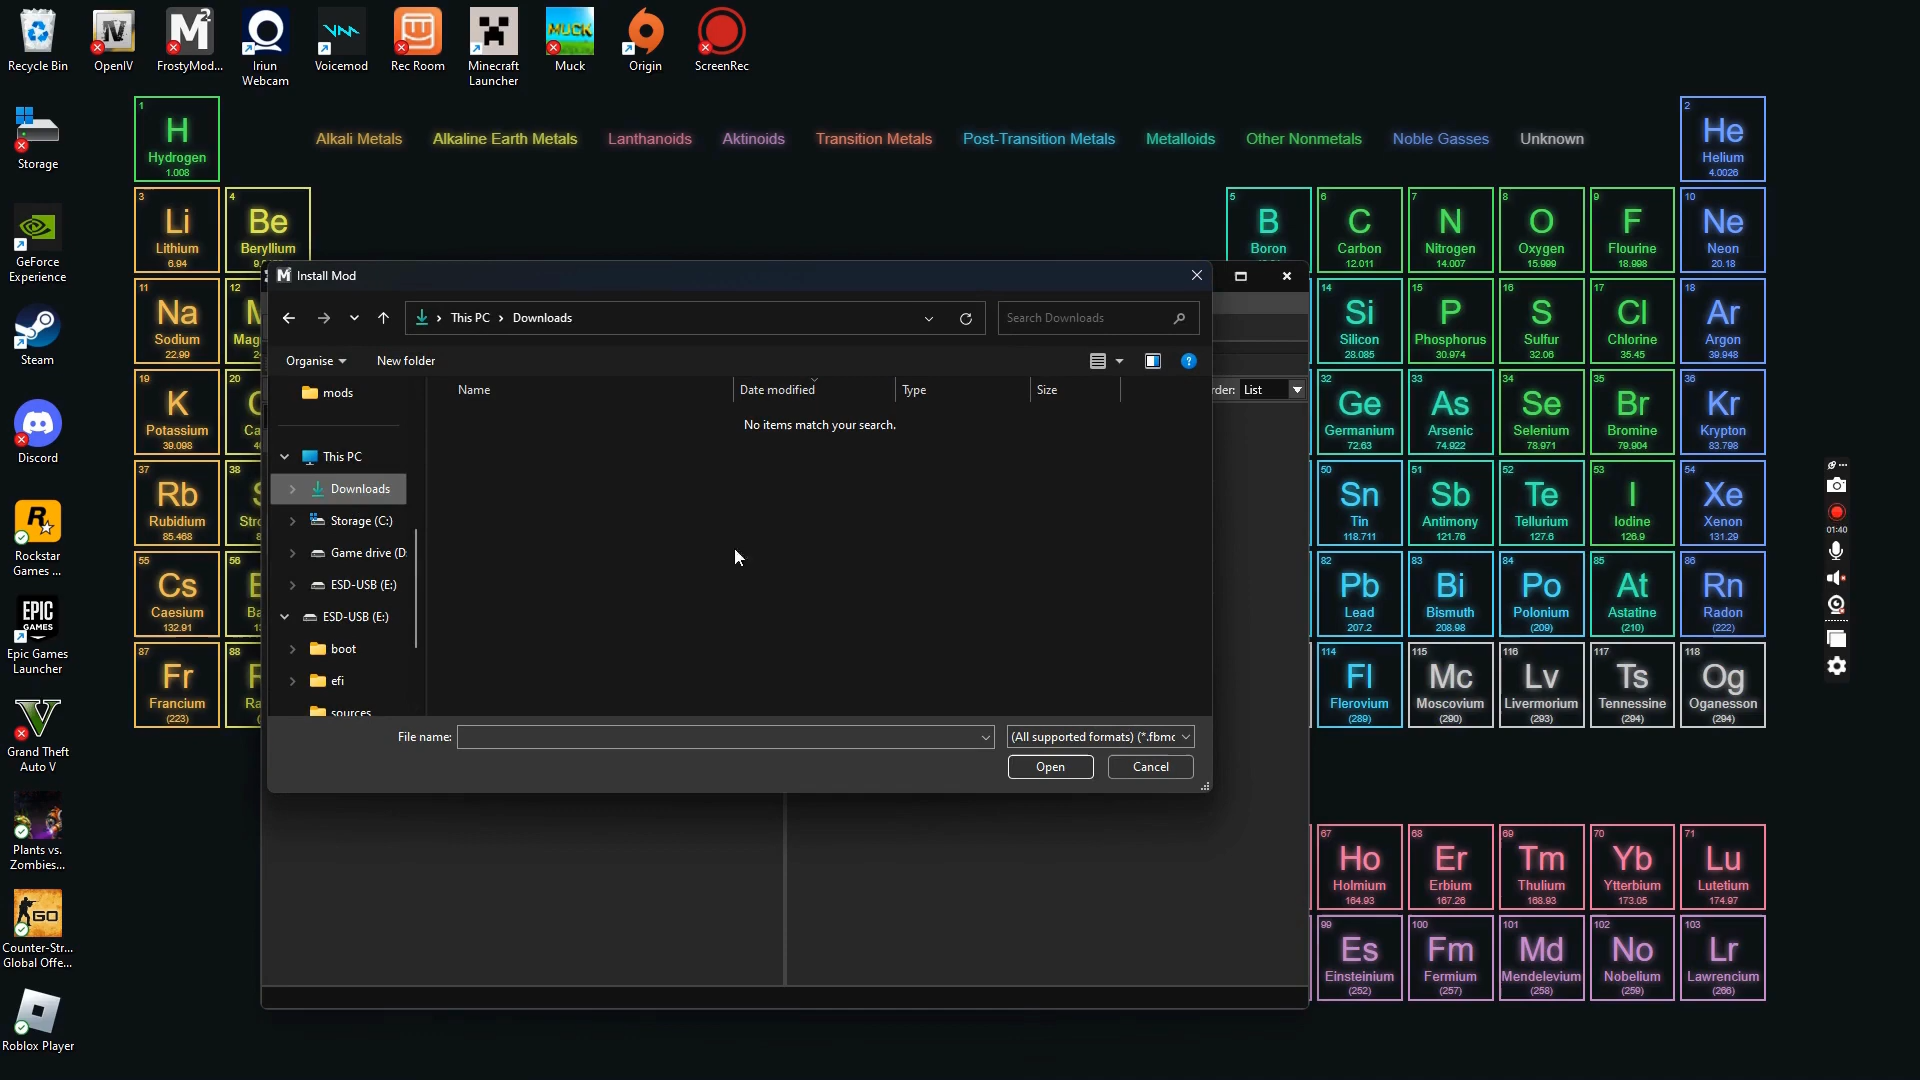 Recycle Bin
OpenIV
FrostyMod...
Iriun
Webcam
Voicemod
Rec Room
Minecraft
Launcher
MUCK
Muck
Origin
ScreenRec
Storage
GeForce
Experience
Steam
Discord
Rockstar
Games ...
EPIC
GAMES
Epic Games
Launcher
Grand Theft
Auto V
Plants vs.
Zombies...
GO
Counter-Str...
Global Offe...
Roblox Player
Alkali Metals
Alkaline Earth Metals
Lanthanoids
Aktinoids
Transition Metals
Post-Transition Metals
Metalloids
Other Nonmetals
Noble Gasses
Unknown
1
H
Hydrogen
1.008
2
He
Helium
4.0026
3
Li
Lithium
6.94
4
Be
Beryllium
5
B
Boron
6
C
Carbon
12.011
7
N
Nitrogen
14.007
8
O
Oxygen
15.999
9
F
Flourine
18.998
10
Ne
Neon
20.18
11
Na
Sodium
22.99
12
14
Si
Silicon
28.085
15
P
Phosphorus
30.974
16
S
Sulfur
32.06
17
Cl
Chlorine
35.45
18
Ar
Argon
39.948
19
K
Potassium
39.098
20
32
Ge
Germanium
72.63
33
As
Arsenic
74.922
34
Se
Selenium
78.971
35
Br
Bromine
79.904
36
Kr
Krypton
83.798
37
Rb
Rubidium
85.468
38
50
Sn
Tin
118.711
51
Sb
Antimony
121.76
52
Te
Tellurium
127.6
53
I
Iodine
126.9
54
Xe
Xenon
131.29
55
Cs
Caesium
132.91
56
82
Pb
Lead
207.2
83
Bi
Bismuth
208.98
84
Po
Polonium
(209)
85
At
Astatine
(210)
86
Rn
Radon
(222)
87
Fr
Francium
(223)
88
114
Fl
Flerovium
(289)
115
Mc
Moscovium
(290)
116
Lv
Livermorium
(293)
117
Ts
Tennessine
(294)
118
Og
Oganesson
(294)
67
Ho
Holmium
164.93
68
Er
Erbium
167.26
69
Tm
Thulium
168.93
70
Yb
Ytterbium
173.05
71
Lu
Lutetium
174.97
99
Es
Einsteinium
(252)
100
Fm
Fermium
(257)
101
Md
Mendelevium
(258)
102
No
Nobelium
(259)
103
Lr
Lawrencium
(266)
Install Mod
This PC
Downloads
Search Downloads
Organise
New folder
Name
Date modified
Type
Size
No items match your search.
mods
This PC
Downloads
Storage (C:)
Game drive (D:
ESD-USB (E:)
ESD-USB (E:)
boot
efi
sources
File name:
(All supported formats) (*.fbmc
Open
Cancel
rder: List
01:40